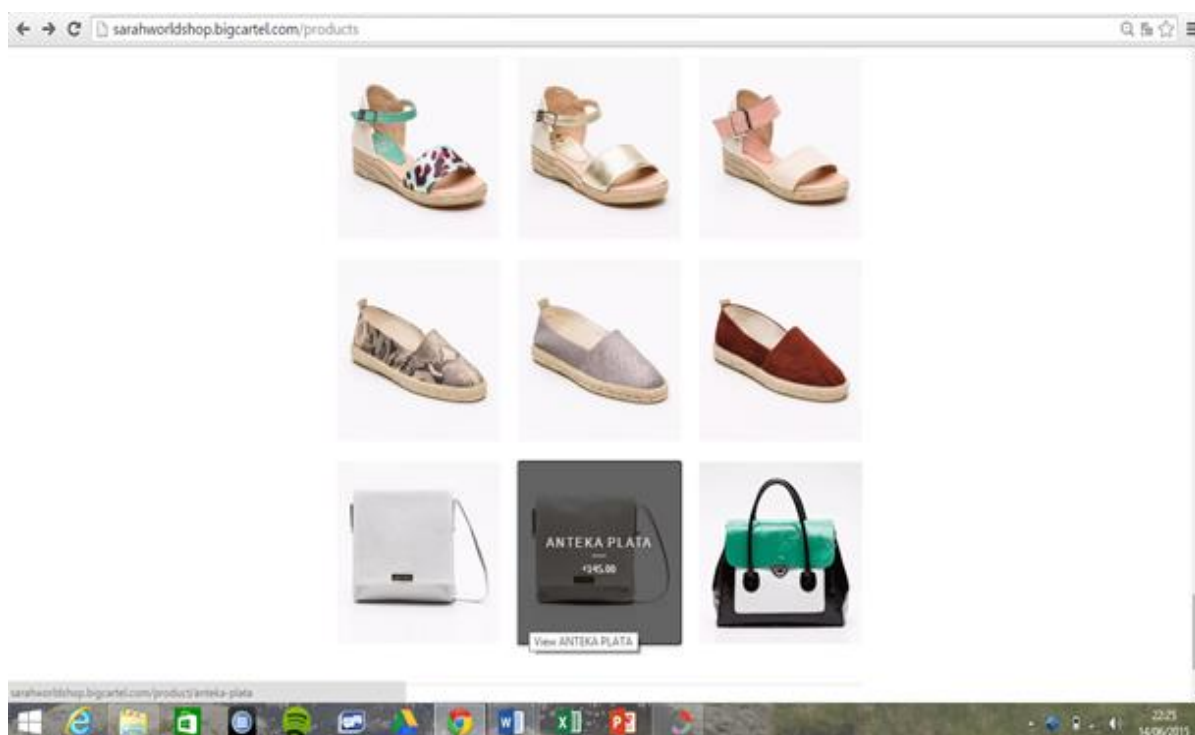 sarahworldshop.bigcartel.com/products
ANTEKA PLATA
€145.00
View ANTEKA PLATA
sarahworldshop.bigcartel.com/product/anteka-plata
22:25
14/06/2015